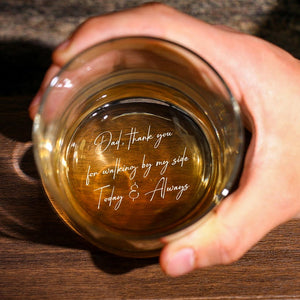 Dad, thank you
for walking by my side
Today & Always